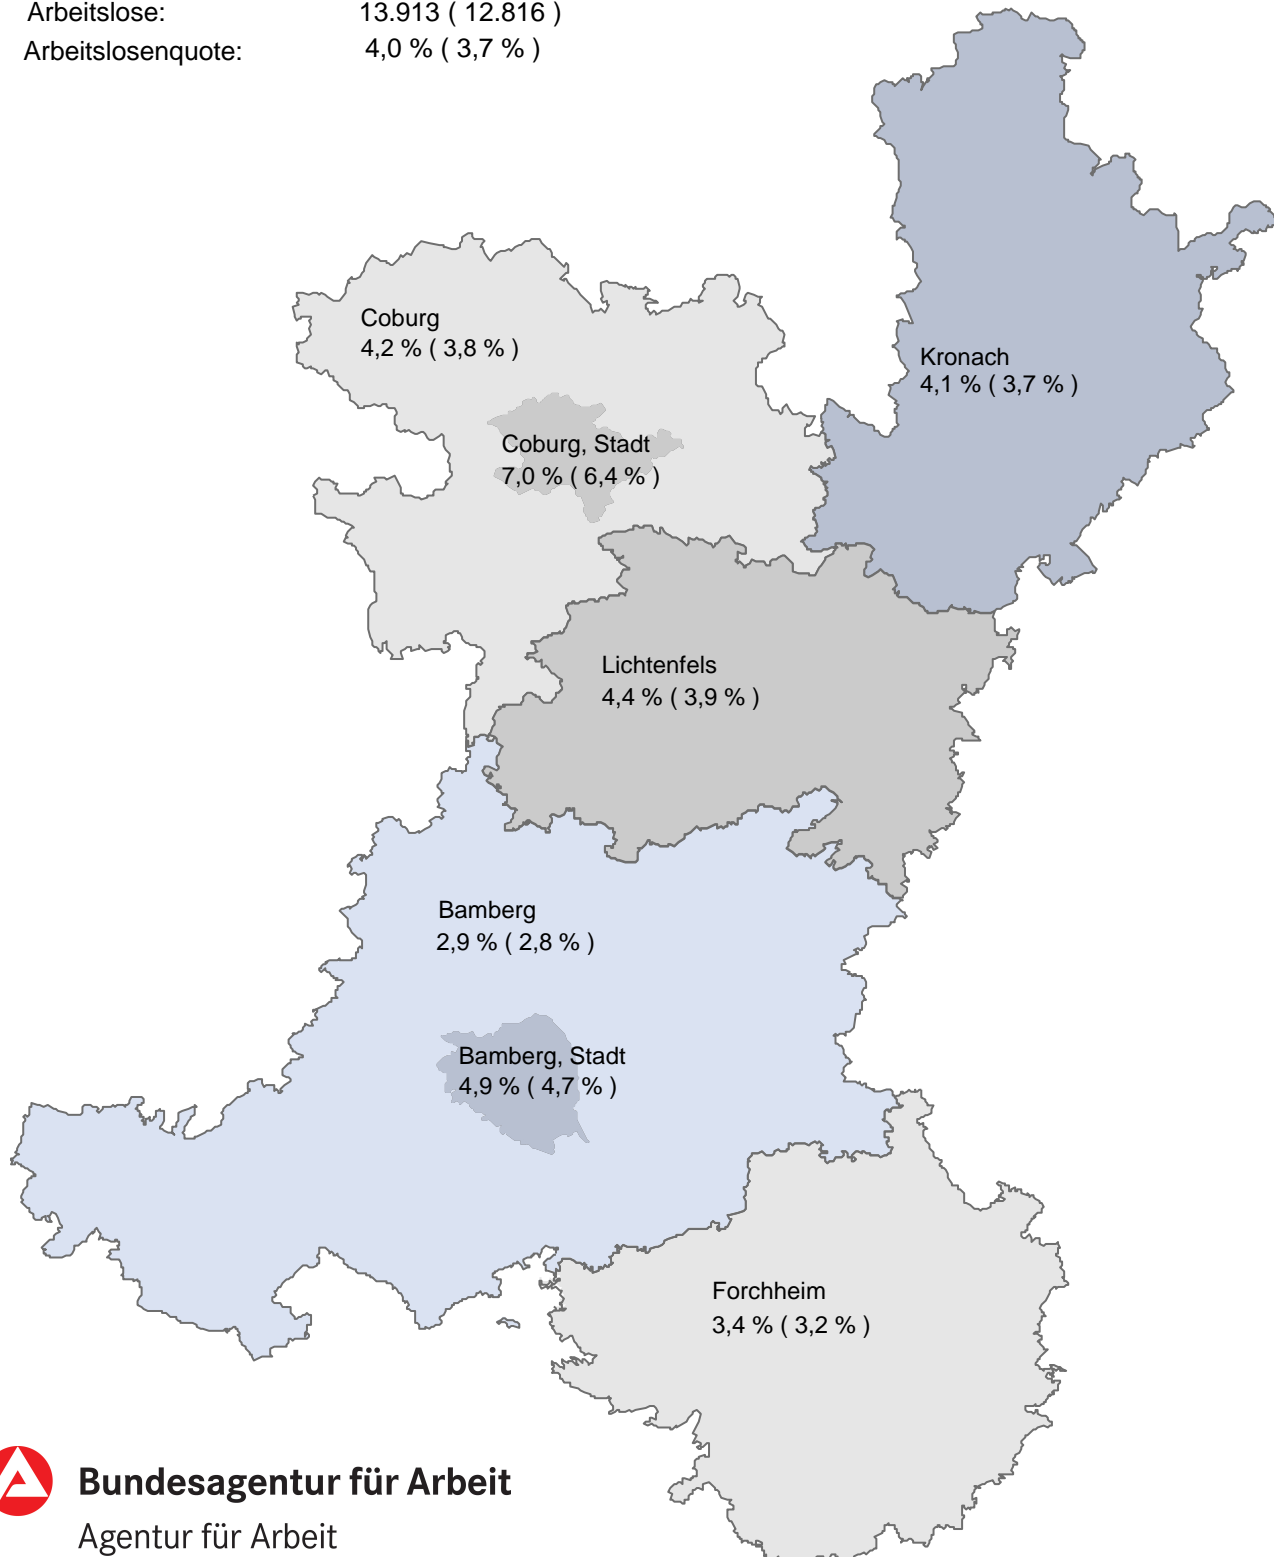 Arbeitslose: 13.913 ( 12.816 )
Arbeitslosenquote: 4,0 % ( 3,7 % )
Coburg
4,2 % ( 3,8 % )
Kronach
4,1 % ( 3,7 % )
Coburg, Stadt
7,0 % ( 6,4 % )
Lichtenfels
4,4 % ( 3,9 % )
Bamberg
2,9 % ( 2,8 % )
Bamberg, Stadt
4,9 % ( 4,7 % )
Forchheim
3,4 % ( 3,2 % )
Bundesagentur für Arbeit
Agentur für Arbeit